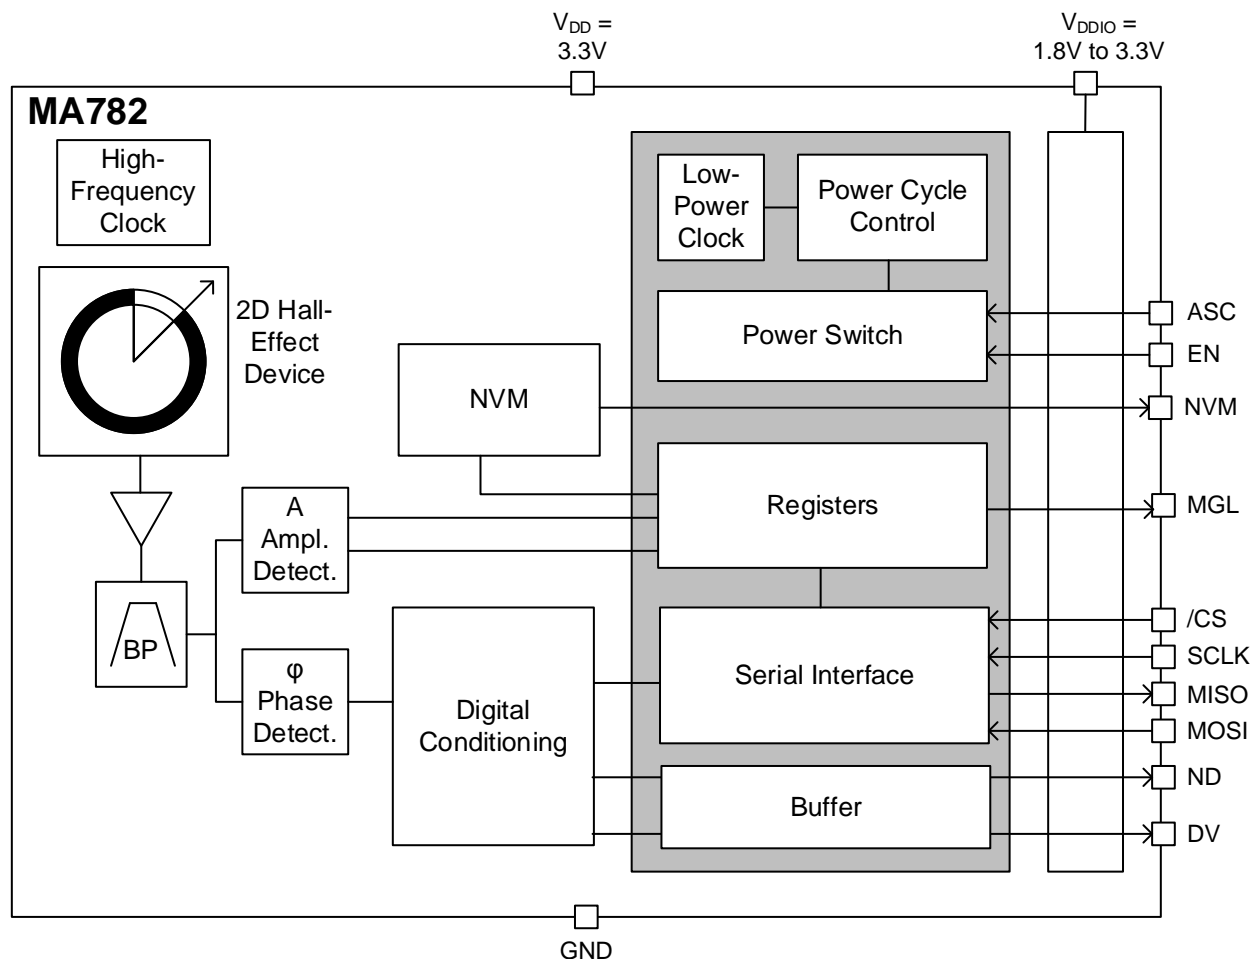 V_DD =
3.3V
V_DDIO =
1.8V to 3.3V
MA782
High-
Frequency
Clock
Low-
Power
Clock
Power Cycle
Control
2D Hall-
Effect
Device
Power Switch
ASC
EN
NVM
NVM
Registers
MGL
A
Ampl.
Detect.
BP
φ
Phase
Detect.
Digital
Conditioning
Serial Interface
/CS
SCLK
MISO
MOSI
Buffer
ND
DV
GND